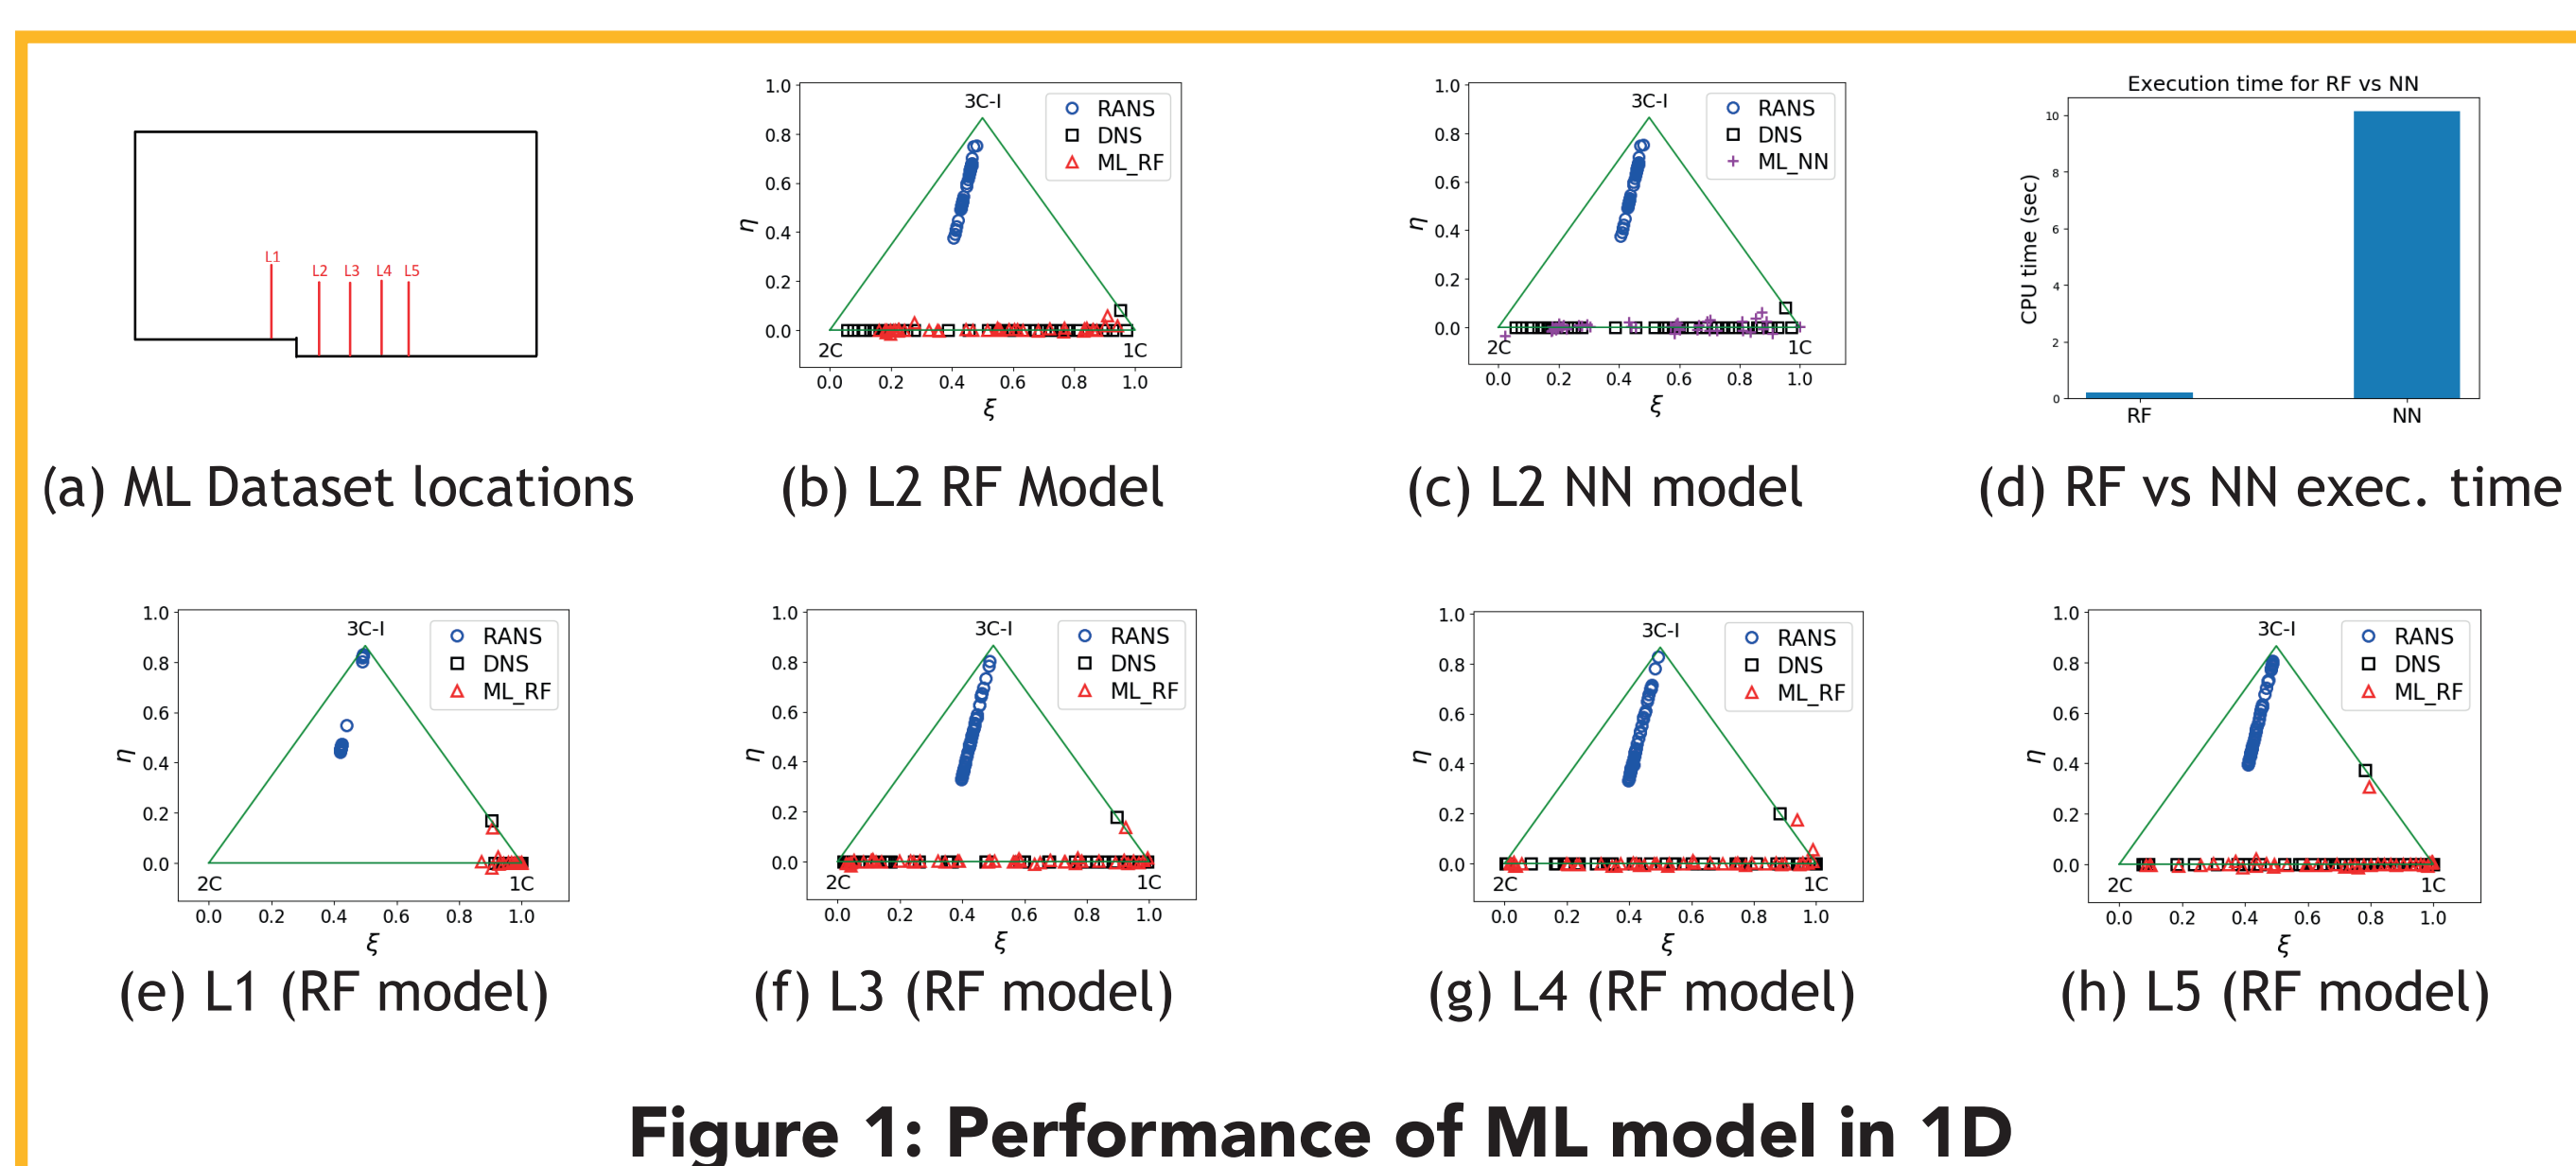 L1
L2 L3 L4 L5
(a) ML Dataset locations
1.0
0.8
0.6
0.4
0.2
0.0
η
3C-I
RANS
DNS
ML_RF
2C 1C
0.0 0.2 0.4 0.6 0.8 1.0
ξ
(b) L2 RF Model
1.0
0.8
0.6
0.4
0.2
0.0
η
3C-I
RANS
DNS
ML_NN
2C 1C
0.0 0.2 0.4 0.6 0.8 1.0
ξ
(c) L2 NN model
Execution time for RF vs NN
10
8
6
4
2
0
CPU time (sec)
RF NN
(d) RF vs NN exec. time
1.0
0.8
0.6
0.4
0.2
0.0
η
3C-I
RANS
DNS
ML_RF
2C 1C
0.0 0.2 0.4 0.6 0.8 1.0
ξ
(e) L1 (RF model)
1.0
0.8
0.6
0.4
0.2
0.0
η
3C-I
RANS
DNS
ML_RF
2C 1C
0.0 0.2 0.4 0.6 0.8 1.0
ξ
(f) L3 (RF model)
1.0
0.8
0.6
0.4
0.2
0.0
η
3C-I
RANS
DNS
ML_RF
2C 1C
0.0 0.2 0.4 0.6 0.8 1.0
ξ
(g) L4 (RF model)
1.0
0.8
0.6
0.4
0.2
0.0
η
3C-I
RANS
DNS
ML_RF
2C 1C
0.0 0.2 0.4 0.6 0.8 1.0
ξ
(h) L5 (RF model)
Figure 1: Performance of ML model in 1D